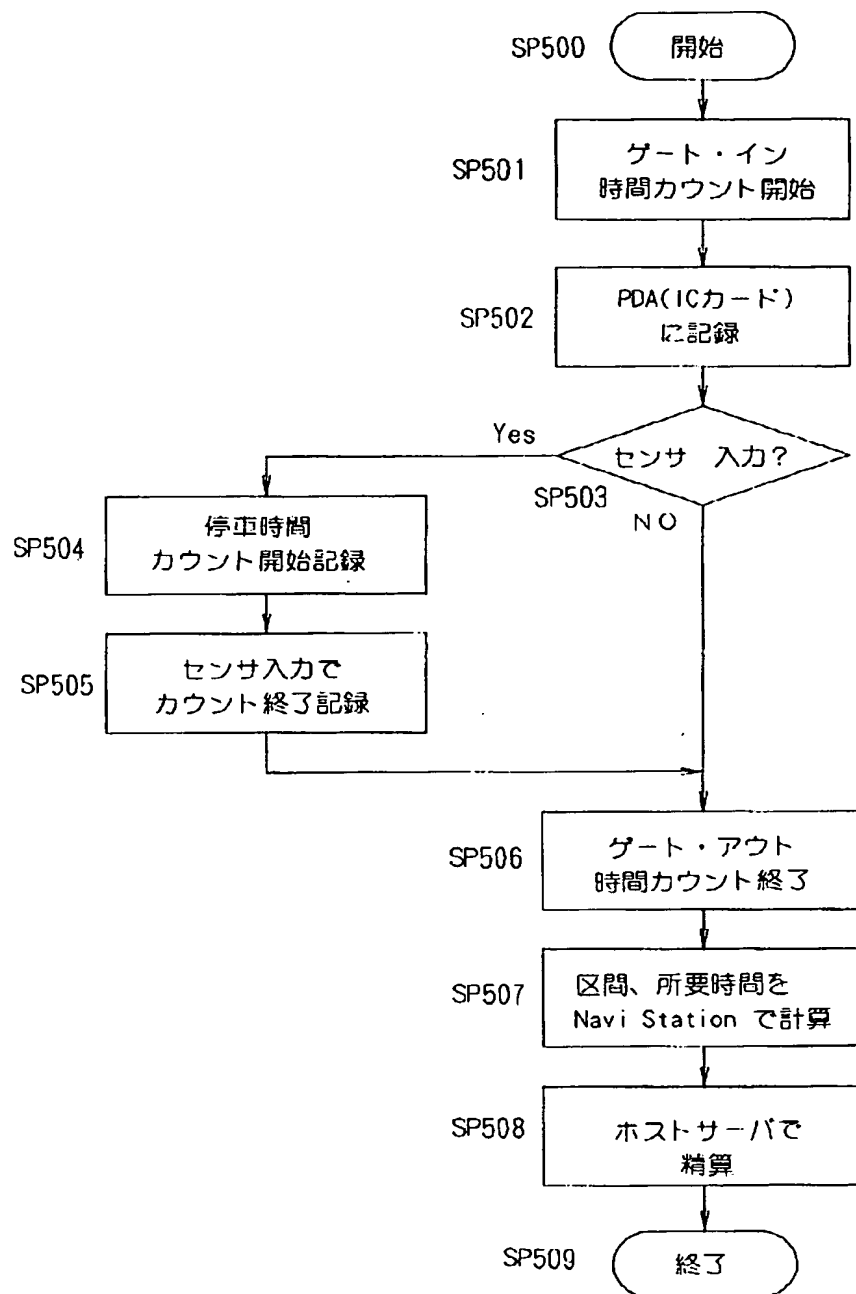 SP500
開始
SP501
ゲート・イン
時間カウント開始
SP502
PDA(ICカード)
に記録
Yes
センサ 入力?
SP503
NO
SP504
停車時間
カウント開始記録
SP505
センサ入力で
カウント終了記録
SP506
ゲート・アウト
時間カウント終了
SP507
区間、所要時間を
Navi Station で計算
SP508
ホストサーバで
精算
SP509
終了